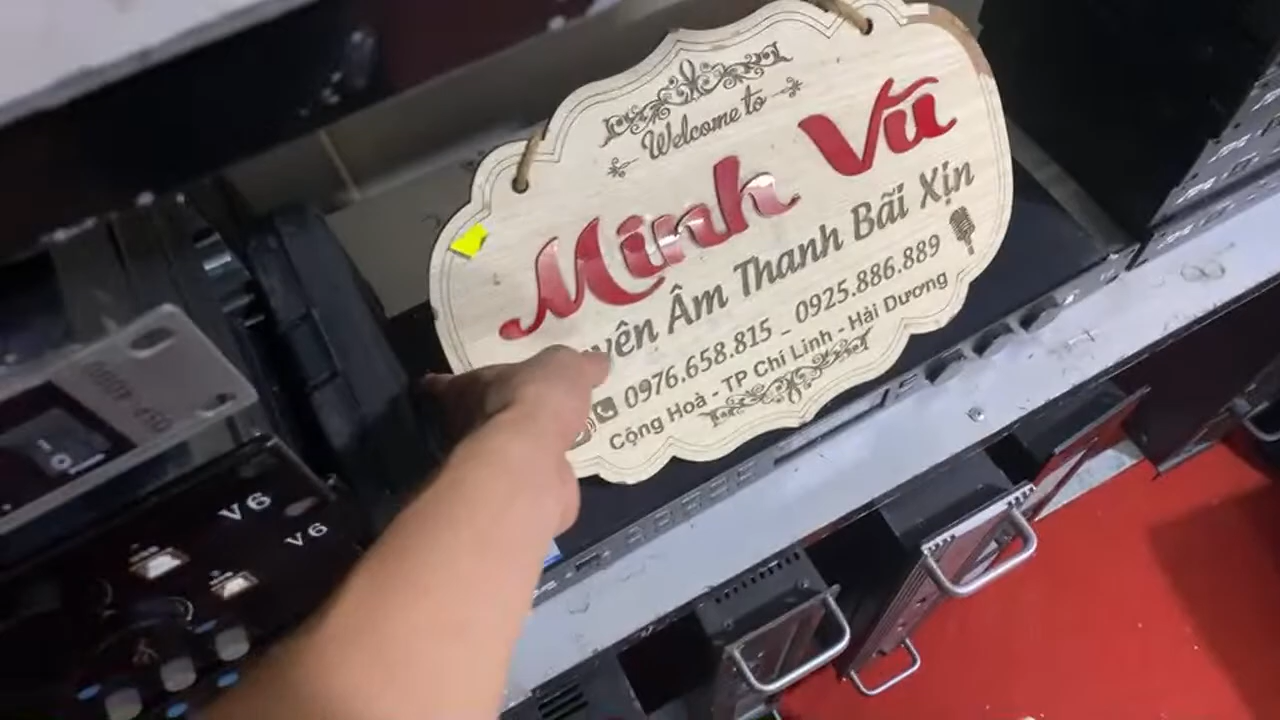 Welcome to
Minh Vũ
Âm Thanh Bãi Xịn
0976.658.815 - 0925.886.889
Cộng Hoà - TP Chí Linh - Hải Dương
V6
V6